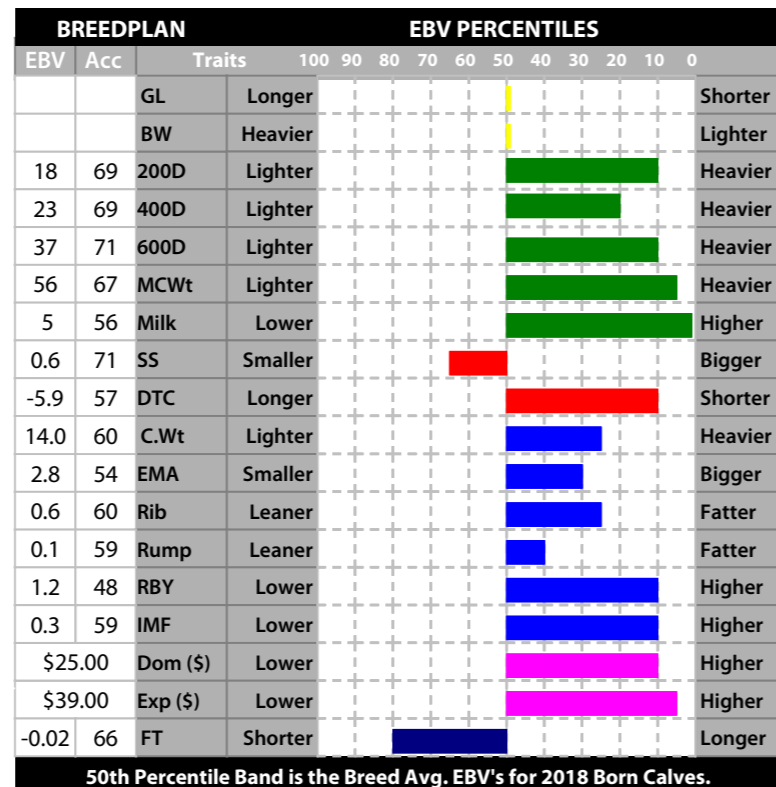 BREEDPLAN EBV PERCENTILES
EBV Acc Traits 100 90 80 70 60 50 40 30 20 10 0
GL Longer Shorter
BW Heavier Lighter
18 69 200D Lighter Heavier
23 69 400D Lighter Heavier
37 71 600D Lighter Heavier
56 67 MCWt Lighter Heavier
5 56 Milk Lower Higher
0.6 71 SS Smaller Bigger
-5.9 57 DTC Longer Shorter
14.0 60 C.Wt Lighter Heavier
2.8 54 EMA Smaller Bigger
0.6 60 Rib Leaner Fatter
0.1 59 Rump Leaner Fatter
1.2 48 RBY Lower Higher
0.3 59 IMF Lower Higher
$25.00 Dom ($) Lower Higher
$39.00 Exp ($) Lower Higher
-0.02 66 FT Shorter Longer
50th Percentile Band is the Breed Avg. EBV's for 2018 Born Calves.